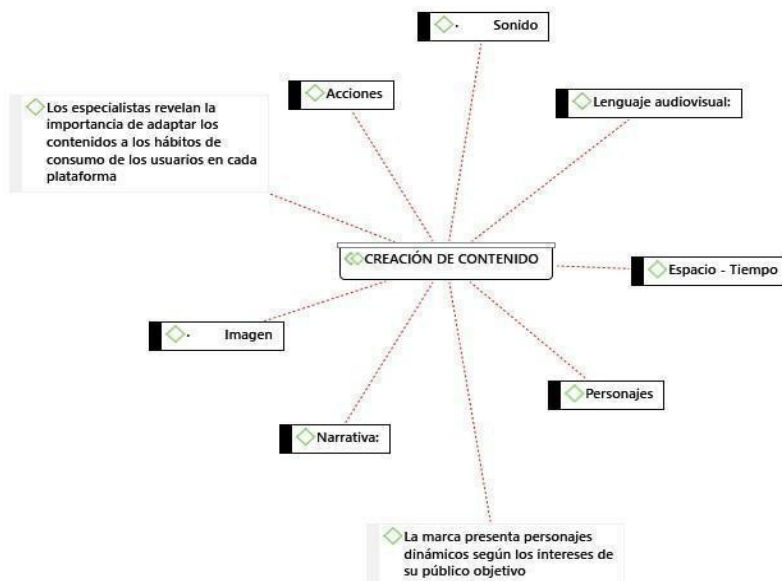 · Sonido
Acciones
Lenguaje audiovisual:
Los especialistas revelan la
importancia de adaptar los
contenidos a los hábitos de
consumo de los usuarios en cada
plataforma
CREACIÓN DE CONTENIDO
Espacio - Tiempo
· Imagen
Personajes
Narrativa:
La marca presenta personajes
dinámicos según los intereses de
su público objetivo